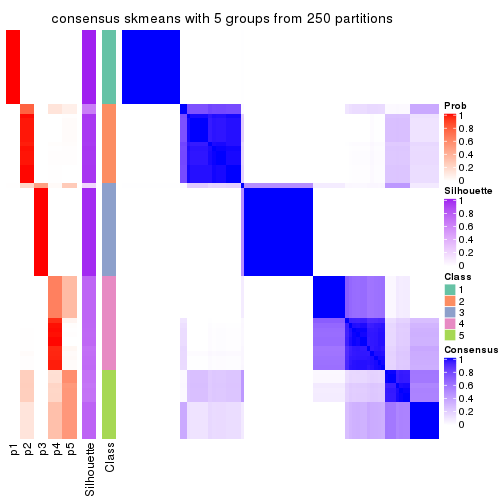 consensus skmeans with 5 groups from 250 partitions
Prob
1
0.8
0.6
0.4
0.2
0
Silhouette
1
0.8
0.6
0.4
0.2
0
Class
1
2
3
4
5
Consensus
1
0.8
0.6
0.4
0.2
0
p1
p2
p3
p4
p5
Silhouette
Class